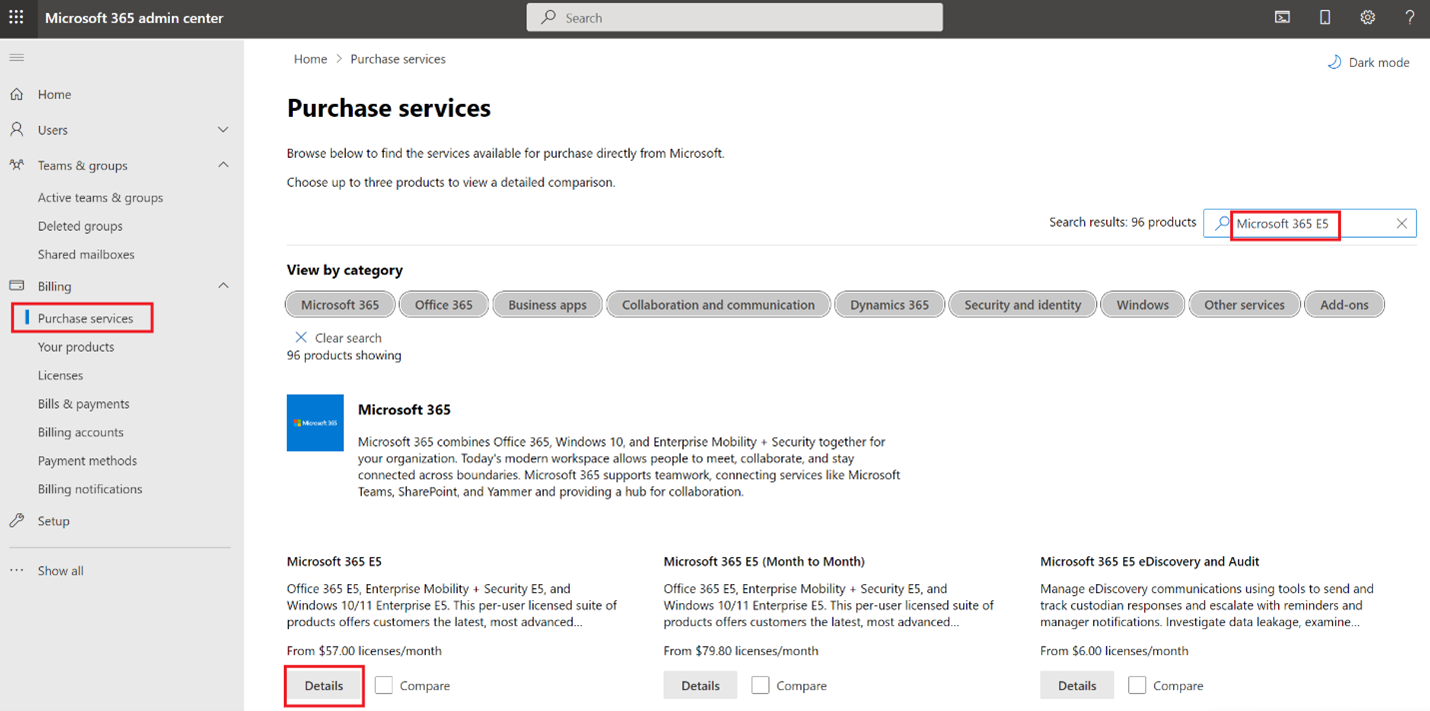 Microsoft 365 admin center
Search
?
Home > Purchase services
Dark mode
Home
Users
Teams & groups
Active teams & groups
Deleted groups
Shared mailboxes
Billing
Purchase services
Your products
Licenses
Bills & payments
Billing accounts
Payment methods
Billing notifications
Setup
Show all
Purchase services
Browse below to find the services available for purchase directly from Microsoft.
Choose up to three products to view a detailed comparison.
Search results: 96 products
Microsoft 365 E5
View by category
Microsoft 365
Office 365
Business apps
Collaboration and communication
Dynamics 365
Security and identity
Windows
Other services
Add-ons
Clear search
96 products showing
Microsoft 365
Microsoft 365
Microsoft 365 combines Office 365, Windows 10, and Enterprise Mobility + Security together for
your organization. Today's modern workspace allows people to meet, collaborate, and stay
connected across boundaries. Microsoft 365 supports teamwork, connecting services like Microsoft
Teams, SharePoint, and Yammer and providing a hub for collaboration.
Microsoft 365 E5
Office 365 E5, Enterprise Mobility + Security E5, and
Windows 10/11 Enterprise E5. This per-user licensed suite of
products offers customers the latest, most advanced...
From $57.00 licenses/month
Details
Compare
Microsoft 365 E5 (Month to Month)
Office 365 E5, Enterprise Mobility + Security E5, and
Windows 10/11 Enterprise E5. This per-user licensed suite of
products offers customers the latest, most advanced...
From $79.80 licenses/month
Details
Compare
Microsoft 365 E5 eDiscovery and Audit
Manage eDiscovery communications using tools to send and
track custodian responses and escalate with reminders and
manager notifications. Investigate data leakage, examine...
From $6.00 licenses/month
Details
Compare